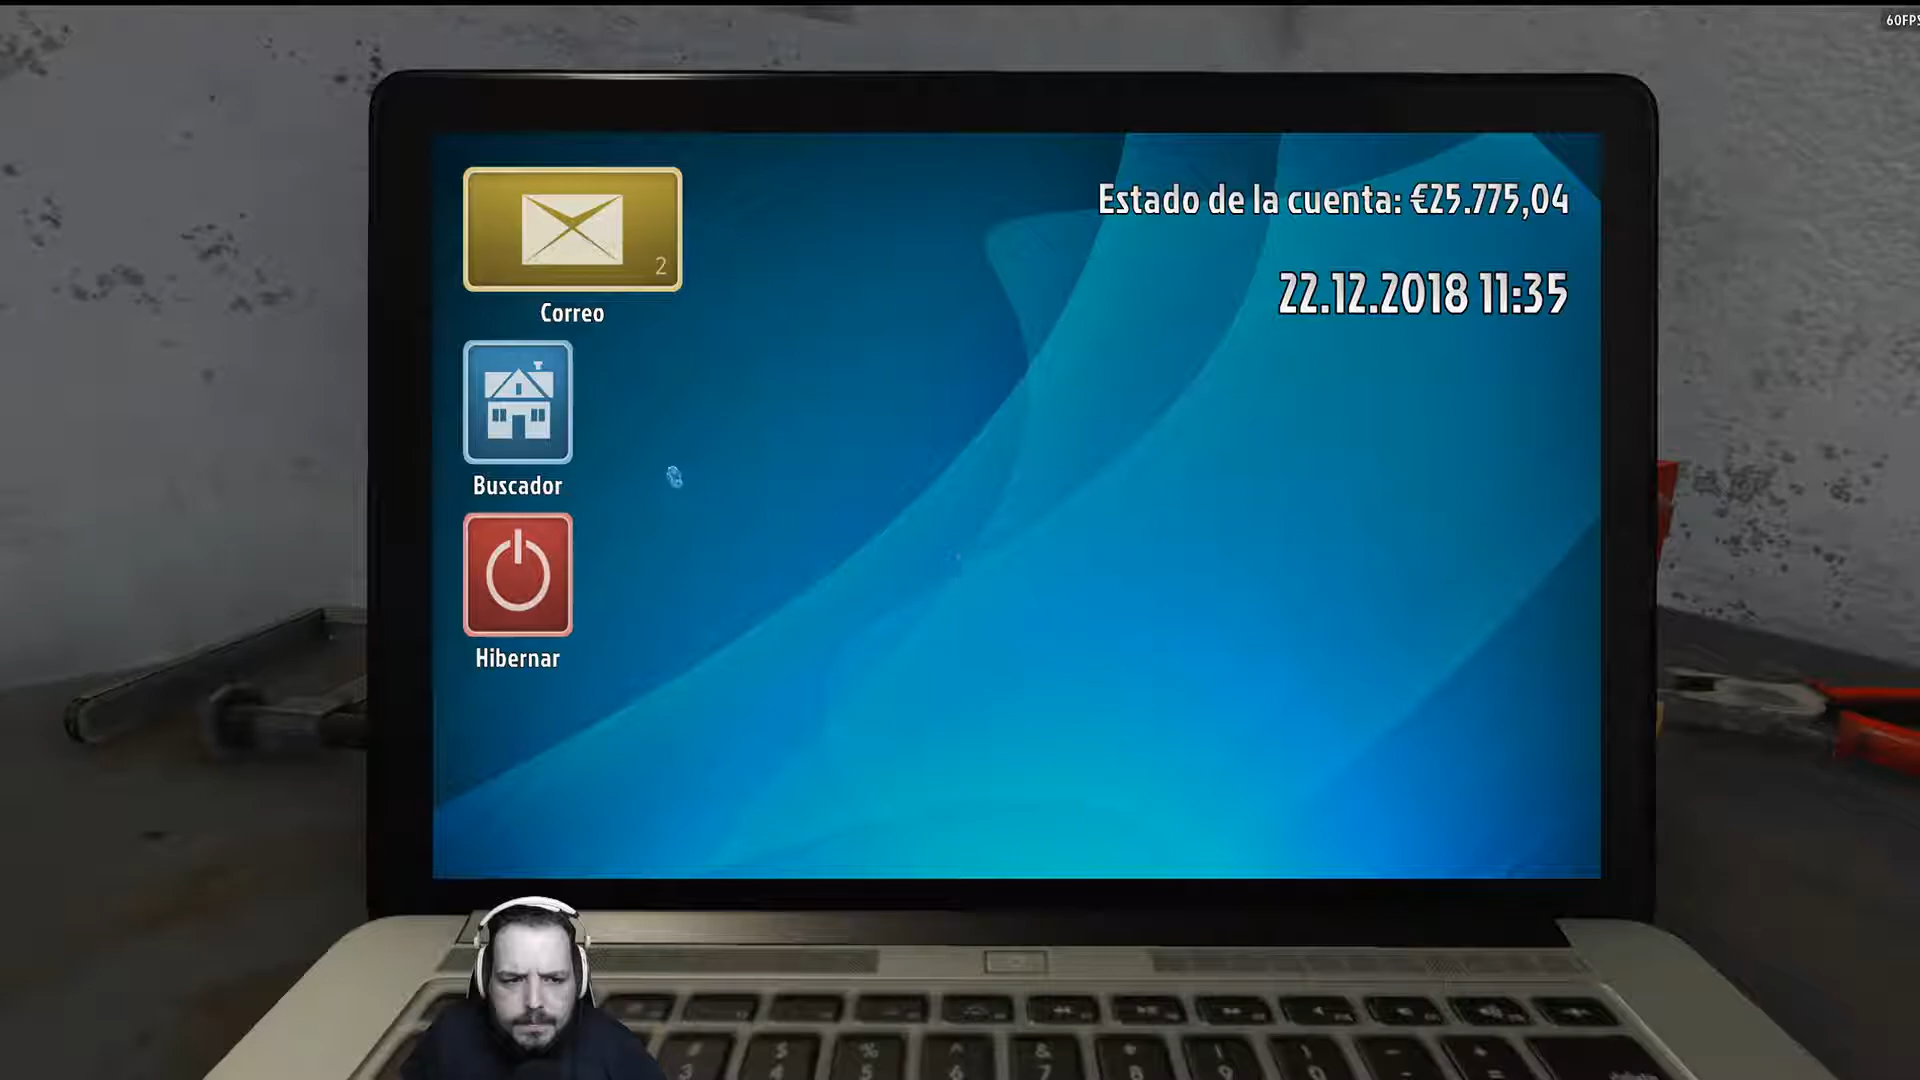 60FPS
Estado de la cuenta: €25.775,04
22.12.2018 11:35
2
Correo
Buscador
Hibernar